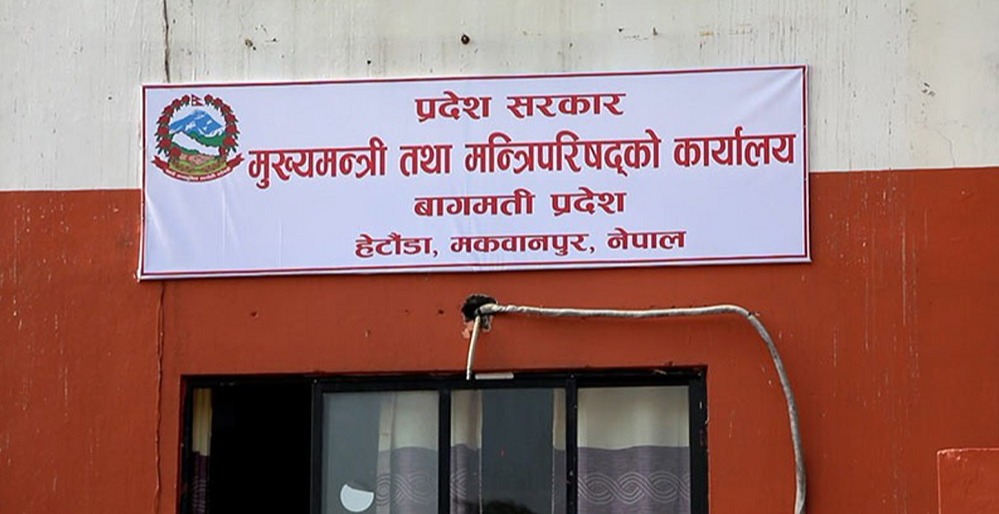 प्रदेश सरकार
मुख्यमन्त्री तथा मन्त्रिपरिषद्को कार्यालय
बागमती प्रदेश
हेटौंडा, मकवानपुर, नेपाल